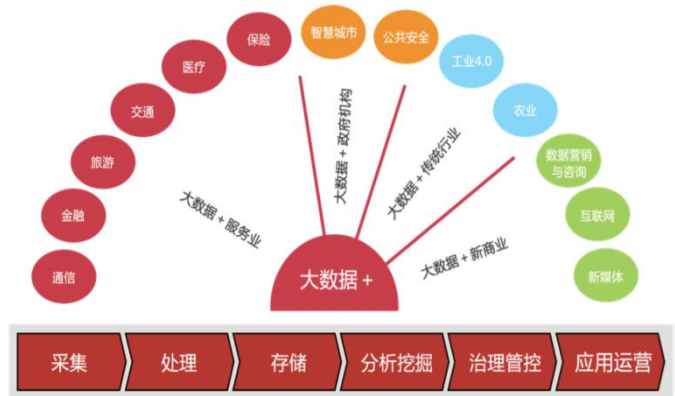 保险
智慧城市
公共安全
医疗
工业4.0
交通
农业
旅游
数据营销
与咨询
金融
互联网
通信
新媒体
大数据 + 服务业
大数据 + 政府机构
大数据 + 传统行业
大数据 + 新商业
大数据 +
采集
处理
存储
分析挖掘
治理管控
应用运营